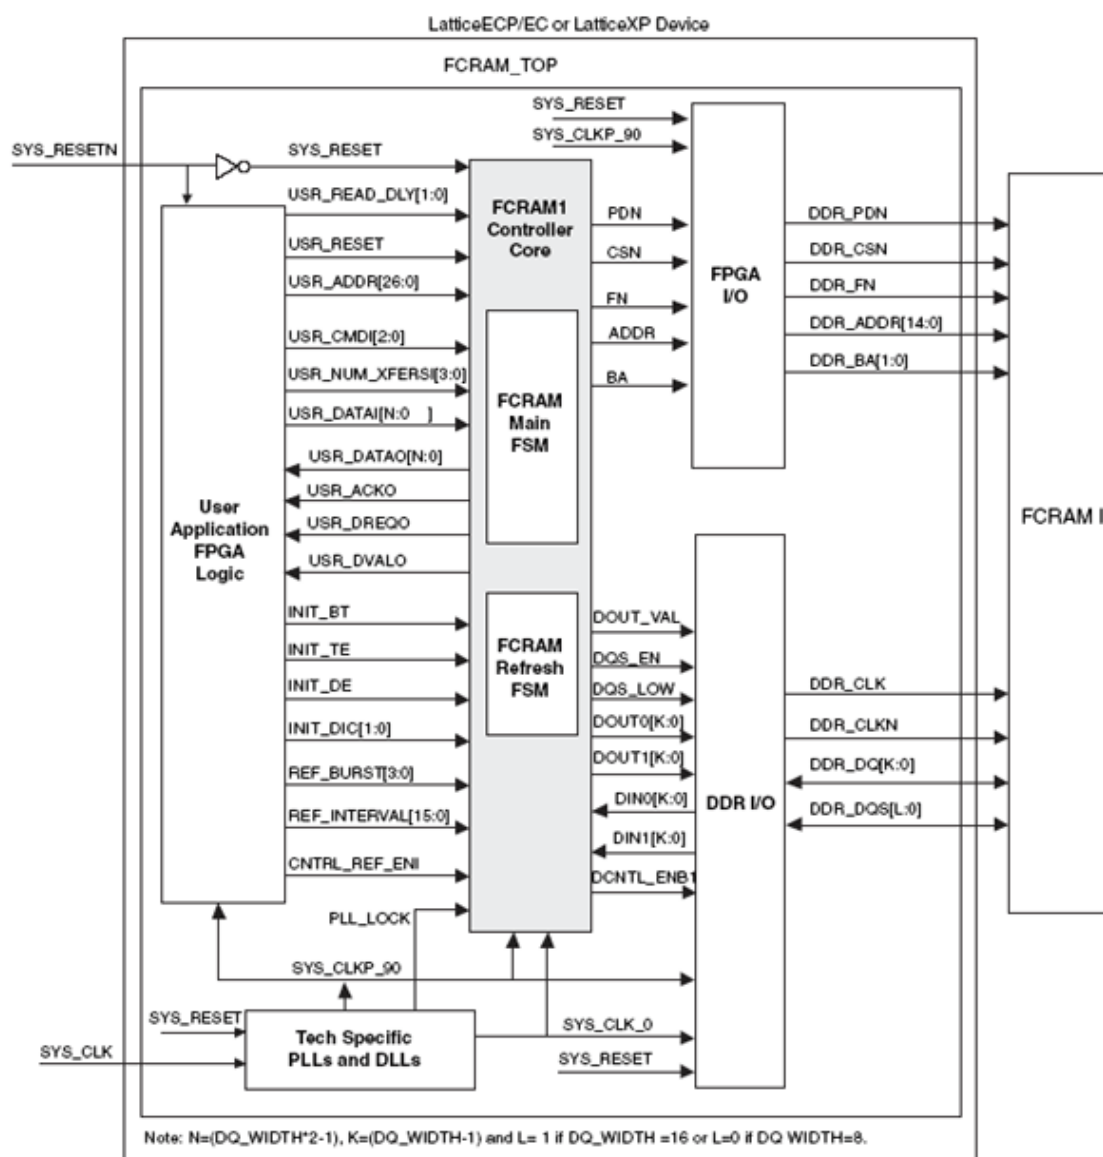 LatticeECP/EC or LatticeXP Device
FCRAM_TOP
SYS_RESET
SYS_CLKP_90
SYS_RESETN
SYS_RESET
USR_READ_DLY[1:0]
USR_RESET
USR_ADDR[26:0]
USR_CMDI[2:0]
USR_NUM_XFERSI[3:0]
USR_DATAI[N:0 ]
USR_DATAO[N:0]
USR_ACKO
USR_DREQO
USR_DVALO
INIT_BT
INIT_TE
INIT_DE
INIT_DIC[1:0]
REF_BURST[3:0]
REF_INTERVAL[15:0]
CNTRL_REF_ENI
PLL_LOCK
User
Application
FPGA
Logic
FCRAM1
Controller
Core
FCRAM
Main
FSM
FCRAM
Refresh
FSM
PDN
CSN
FN
ADDR
BA
FPGA
I/O
DDR_PDN
DDR_CSN
DDR_FN
DDR_ADDR[14:0]
DDR_BA[1:0]
FCRAM I
DOUT_VAL
DQS_EN
DQS_LOW
DOUT0[K:0]
DOUT1[K:0]
DIN0[K:0]
DIN1[K:0]
DCNTL_ENB1
DDR I/O
DDR_CLK
DDR_CLKN
DDR_DQ[K:0]
DDR_DQS[L:0]
SYS_CLKP_90
SYS_RESET
SYS_CLK
Tech Specific
PLLs and DLLs
SYS_CLK_0
SYS_RESET
Note: N=(DQ_WIDTH*2-1), K=(DQ_WIDTH-1) and L= 1 if DQ_WIDTH =16 or L=0 if DQ WIDTH=8.